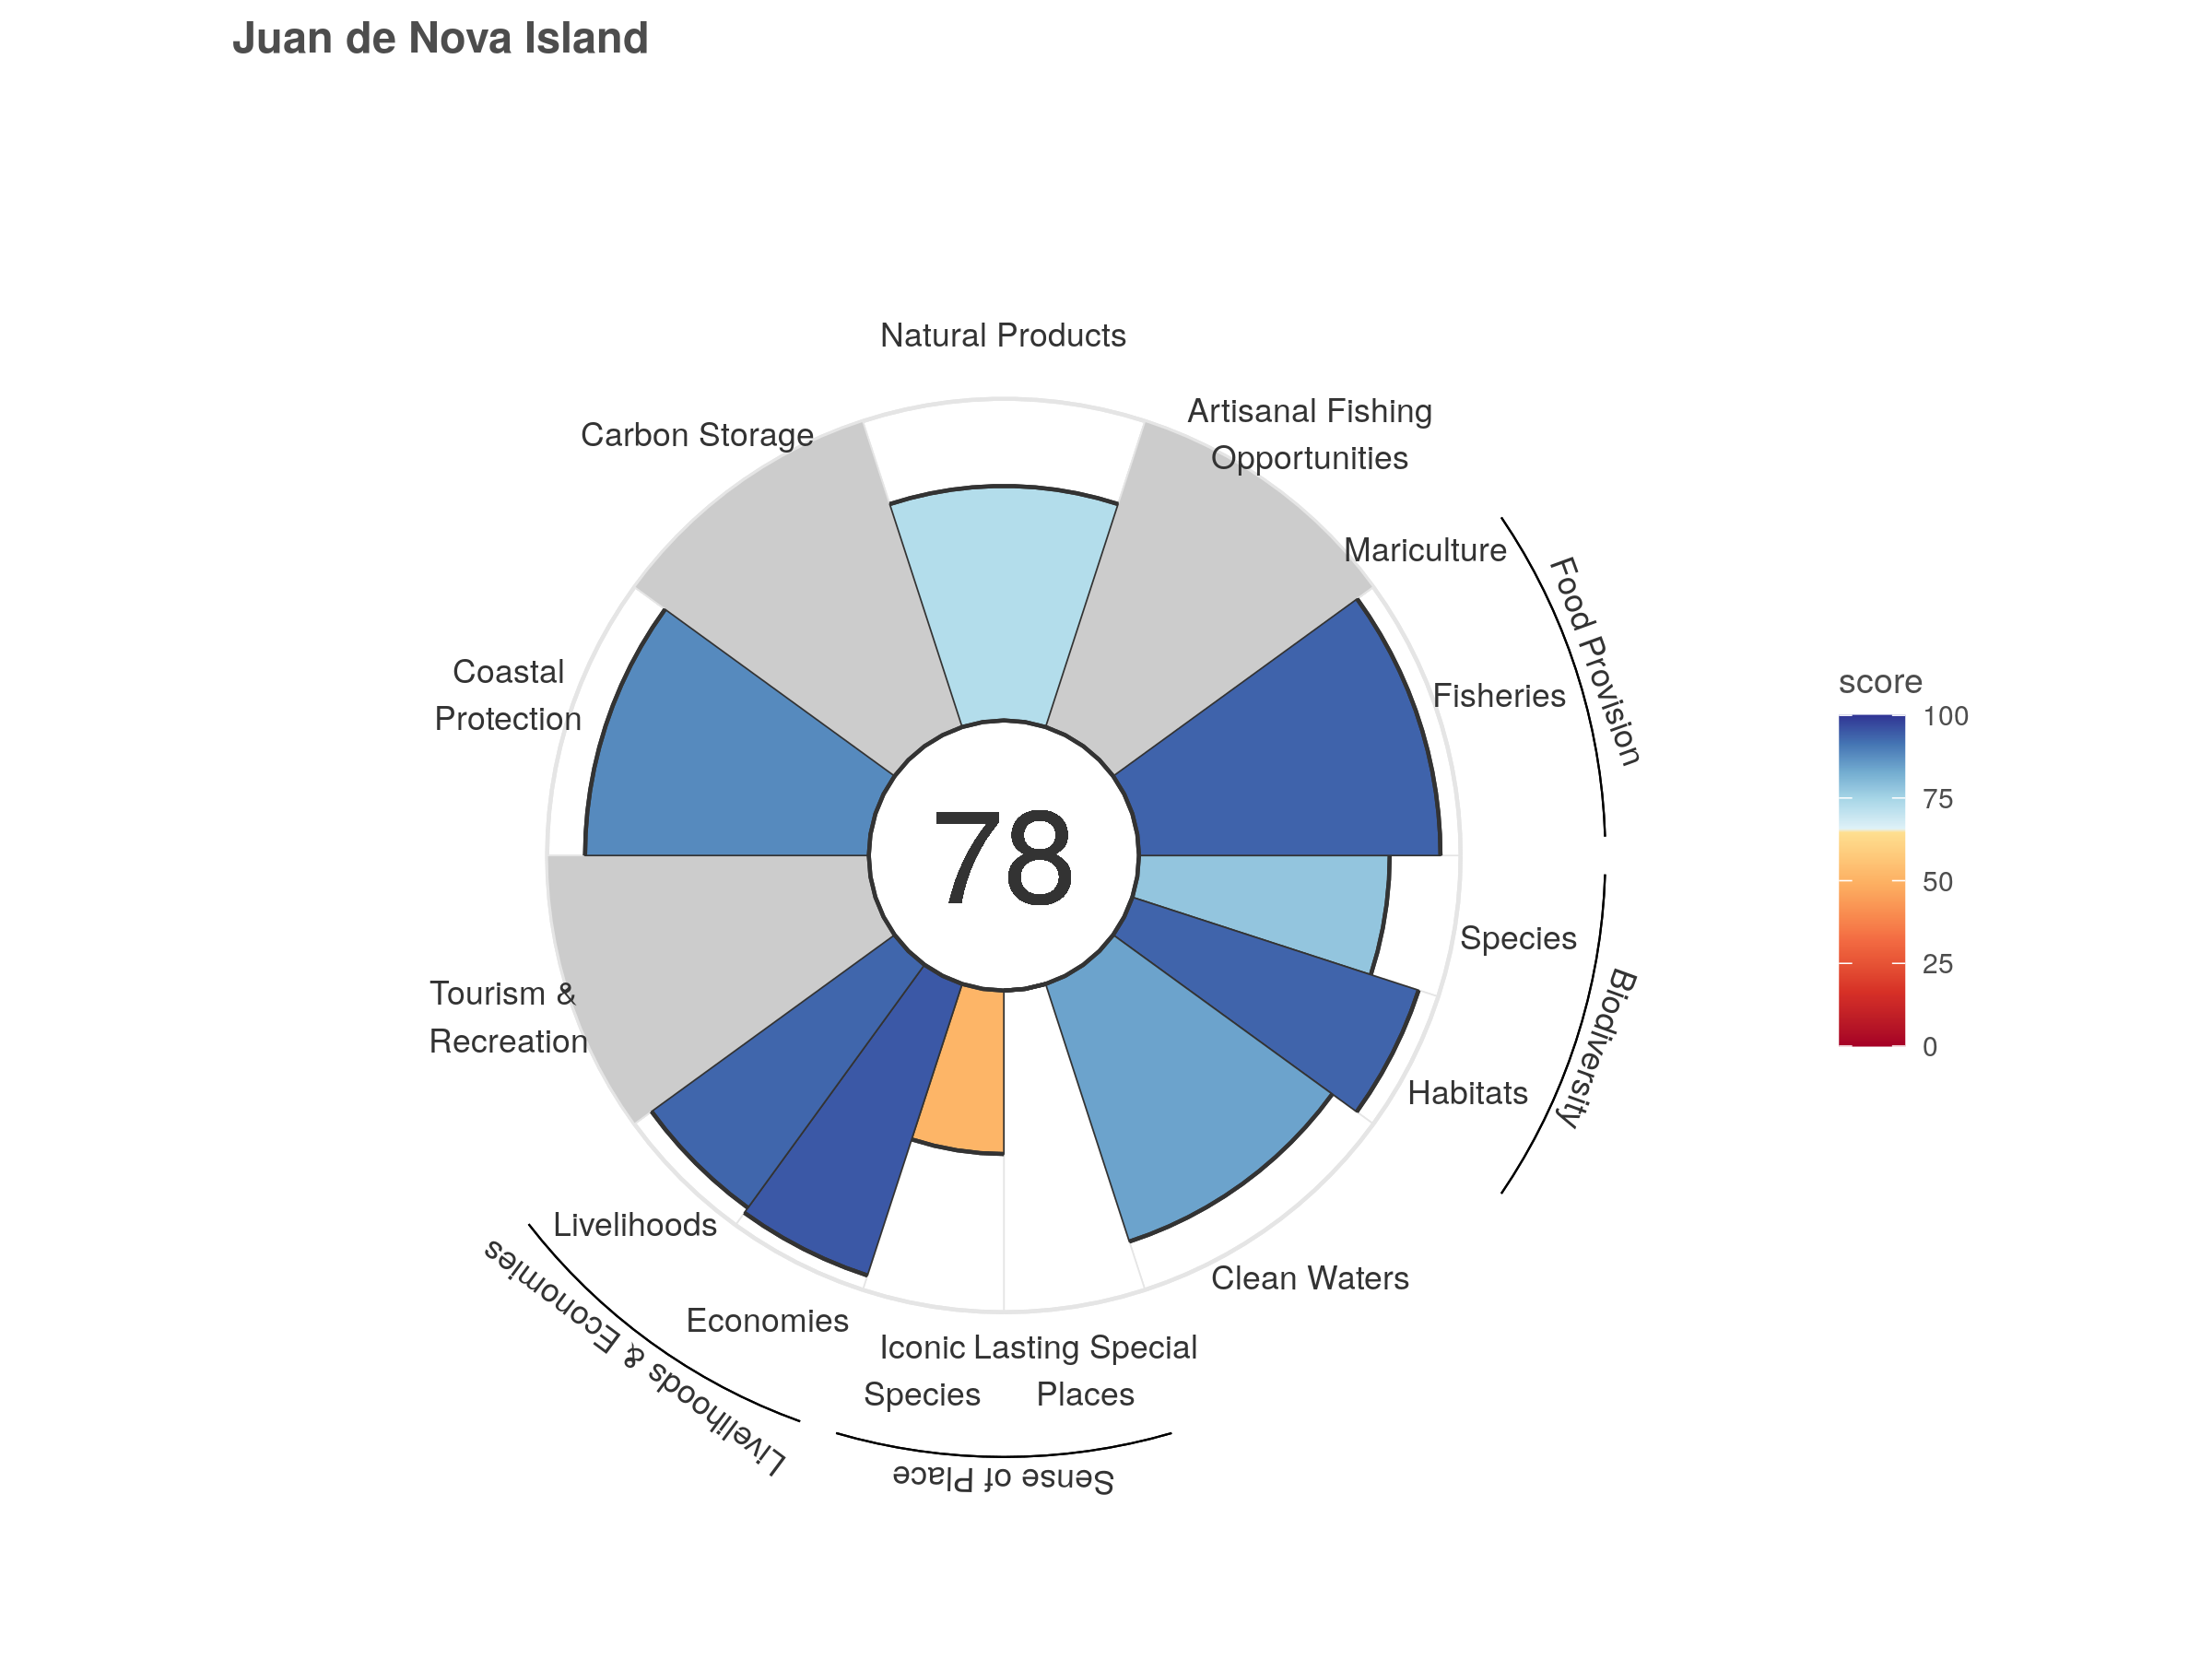 Juan de Nova Island
Natural Products
Artisanal Fishing
Opportunities
Carbon Storage
Mariculture
Food Provision
Fisheries
Coastal
Protection
78
Species
Biodiversity
Habitats
Tourism &
Recreation
Livelihoods
Clean Waters
Economies
Livelihoods & Economies
Iconic
Species
Lasting Special
Places
Sense of Place
score
100
75
50
25
0